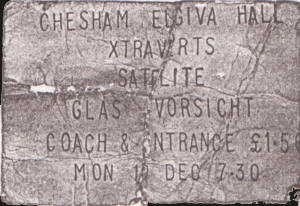 CHESHAM ELGIVA HALL
XTRAVERTS
SATELITE
GLAS VORSICHT
COACH & NTRANCE £1.5
MON 1 DEC 7.30